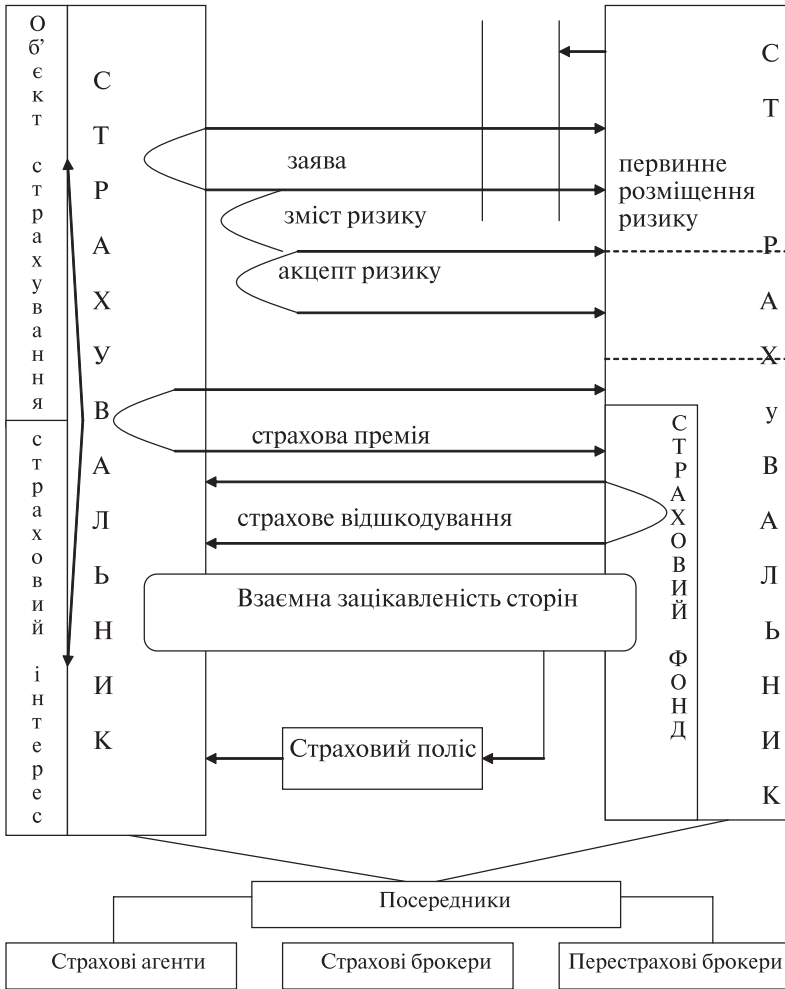 Об'єкт страхування
страховий інтерес
СТРАХУВАЛЬНИК
заява
зміст ризику
акцепт ризику
первинне
розміщення
ризику
страхова премія
страхове відшкодування
Взаємна зацікавленість сторін
Страховий поліс
СТРАХОВИЙ ФОНД
СТРАХуВАЛЬНИК
Посередники
Страхові агенти
Страхові брокери
Перестрахові брокери